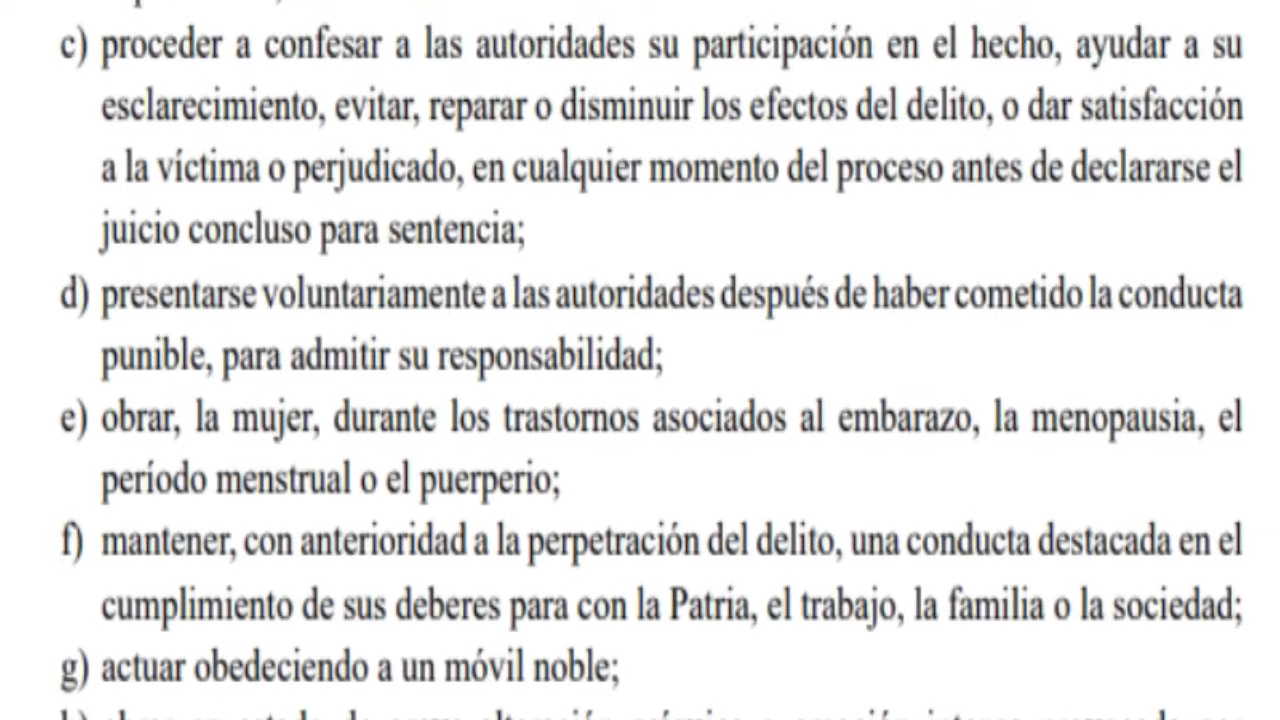 c) proceder a confesar a las autoridades su participación en el hecho, ayudar a su
esclarecimiento, evitar, reparar o disminuir los efectos del delito, o dar satisfacción
a la víctima o perjudicado, en cualquier momento del proceso antes de declararse el
juicio concluso para sentencia;
d) presentarse voluntariamente a las autoridades después de haber cometido la conducta
punible, para admitir su responsabilidad;
e) obrar, la mujer, durante los trastornos asociados al embarazo, la menopausia, el
período menstrual o el puerperio;
f) mantener, con anterioridad a la perpetración del delito, una conducta destacada en el
cumplimiento de sus deberes para con la Patria, el trabajo, la familia o la sociedad;
g) actuar obedeciendo a un móvil noble;